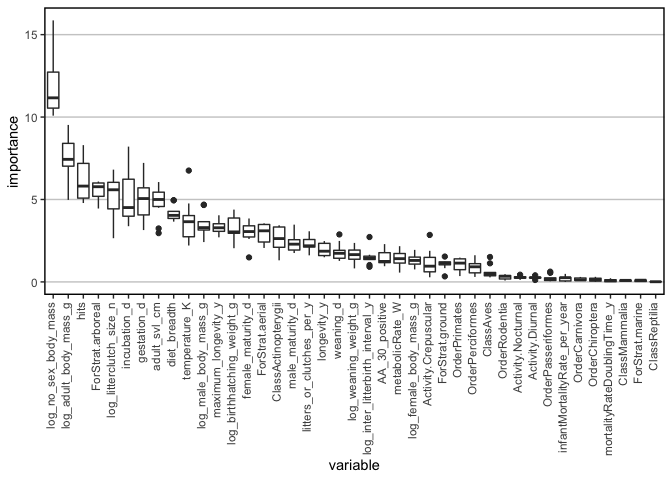 15
10
5
0
importance
log_no_sex_body_mass
log_adult_body_mass_g
hits
ForStrat.arboreal
log_litterclutch_size_n
incubation_d
gestation_d
adult_svl_cm
diet_breadth
temperature_K
log_male_body_mass_g
maximum_longevity_y
log_birthhatching_weight_g
female_maturity_d
ForStrat.aerial
ClassActinopterygii
male_maturity_d
litters_or_clutches_per_y
longevity_y
weaning_d
log_weaning_weight_g
log_inter_litterbirth_interval_y
AA_30_positive
metabolicRate_W
log_female_body_mass_g
Activity.Crepuscular
ForStrat.ground
OrderPrimates
OrderPerciformes
ClassAves
OrderRodentia
Activity.Nocturnal
Activity.Diurnal
OrderPasseriformes
infantMortalityRate_per_year
OrderCarnivora
OrderChiroptera
mortalityRateDoublingTime_y
ClassMammalia
ForStrat.marine
ClassReptilia
variable